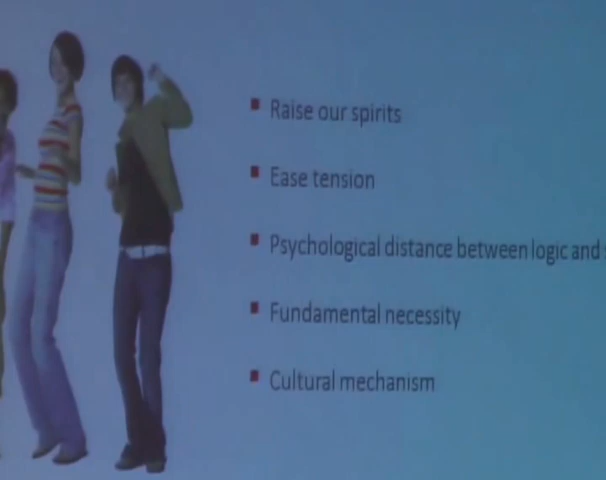 Raise our spirits
Ease tension
Psychological distance between logic and
Fundamental necessity
Cultural mechanism